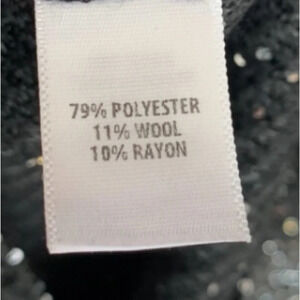 79% POLYESTER
11% WOOL
10% RAYON